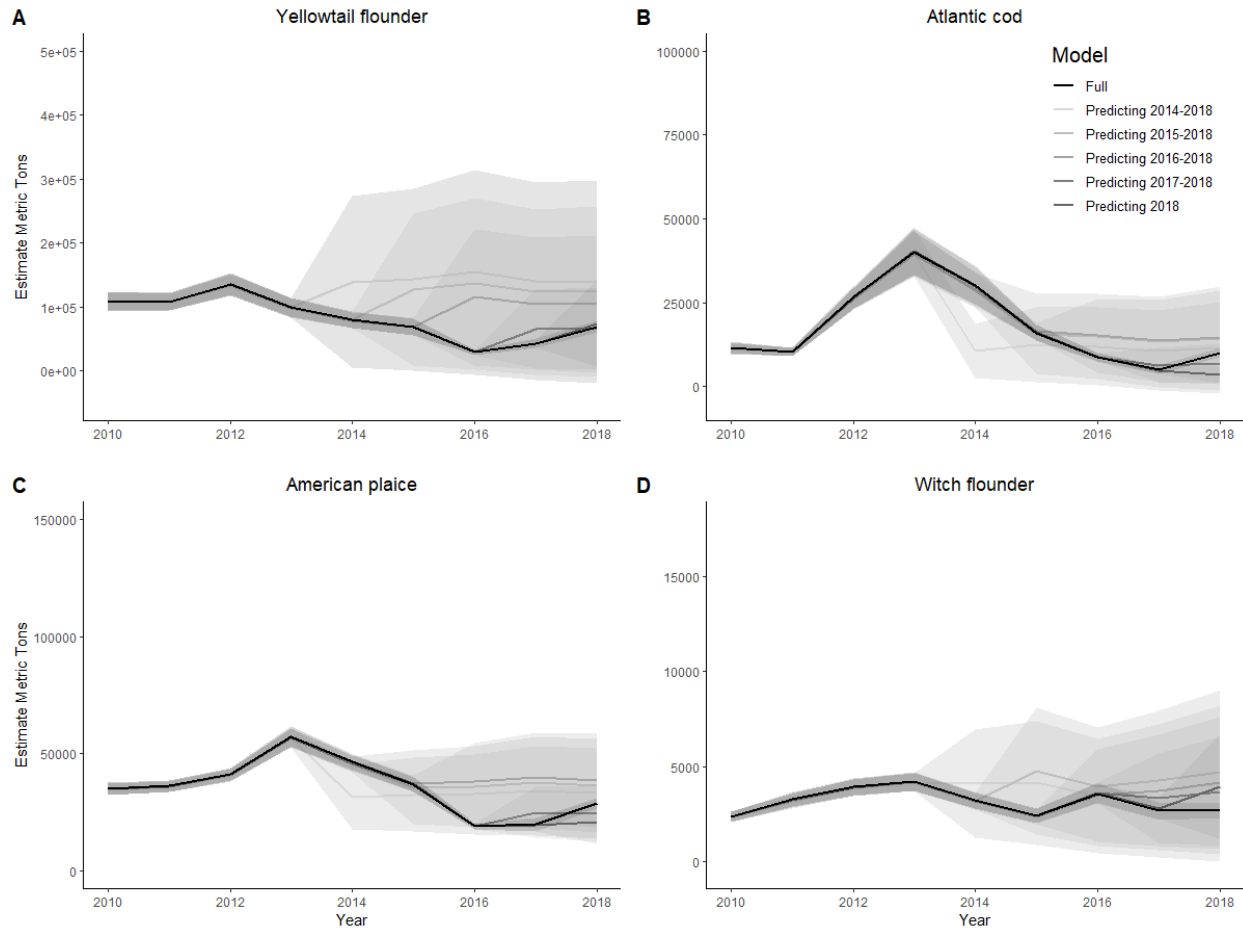 A
Yellowtail flounder
Estimate Metric Tons
5e+05
4e+05
3e+05
2e+05
1e+05
0e+00
2010 2012 2014 2016 2018
B
Atlantic cod
100000
75000
50000
25000
0
2010 2012 2014 2016 2018
Model
Full
Predicting 2014-2018
Predicting 2015-2018
Predicting 2016-2018
Predicting 2017-2018
Predicting 2018
C
American plaice
Estimate Metric Tons
150000
100000
50000
0
2010 2012 2014 2016 2018
Year
D
Witch flounder
15000
10000
5000
0
2010 2012 2014 2016 2018
Year